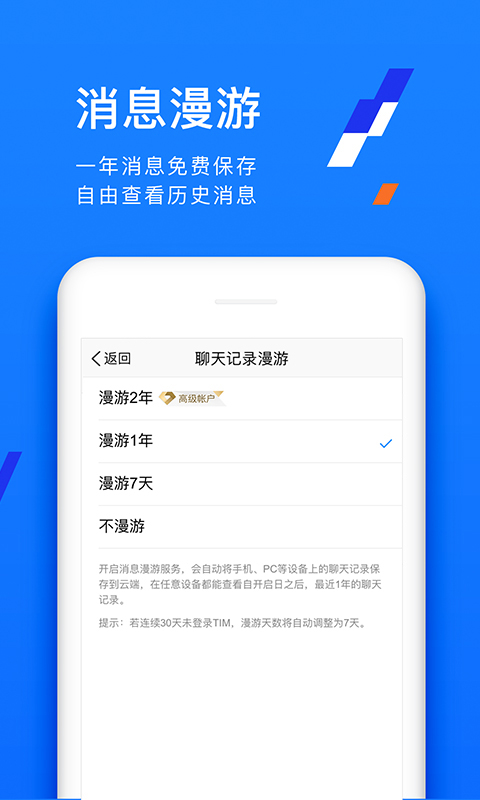 消息漫游
一年消息免费保存
自由查看历史消息
返回
聊天记录漫游
漫游2年 高级帐户
漫游1年
漫游7天
不漫游
开启消息漫游服务，会自动将手机、PC等设备上的聊天记录保
存到云端，在任意设备都能查看自开启日之后，最近1年的聊天
记录。
提示：若连续30天未登录TIM，漫游天数将自动调整为7天。